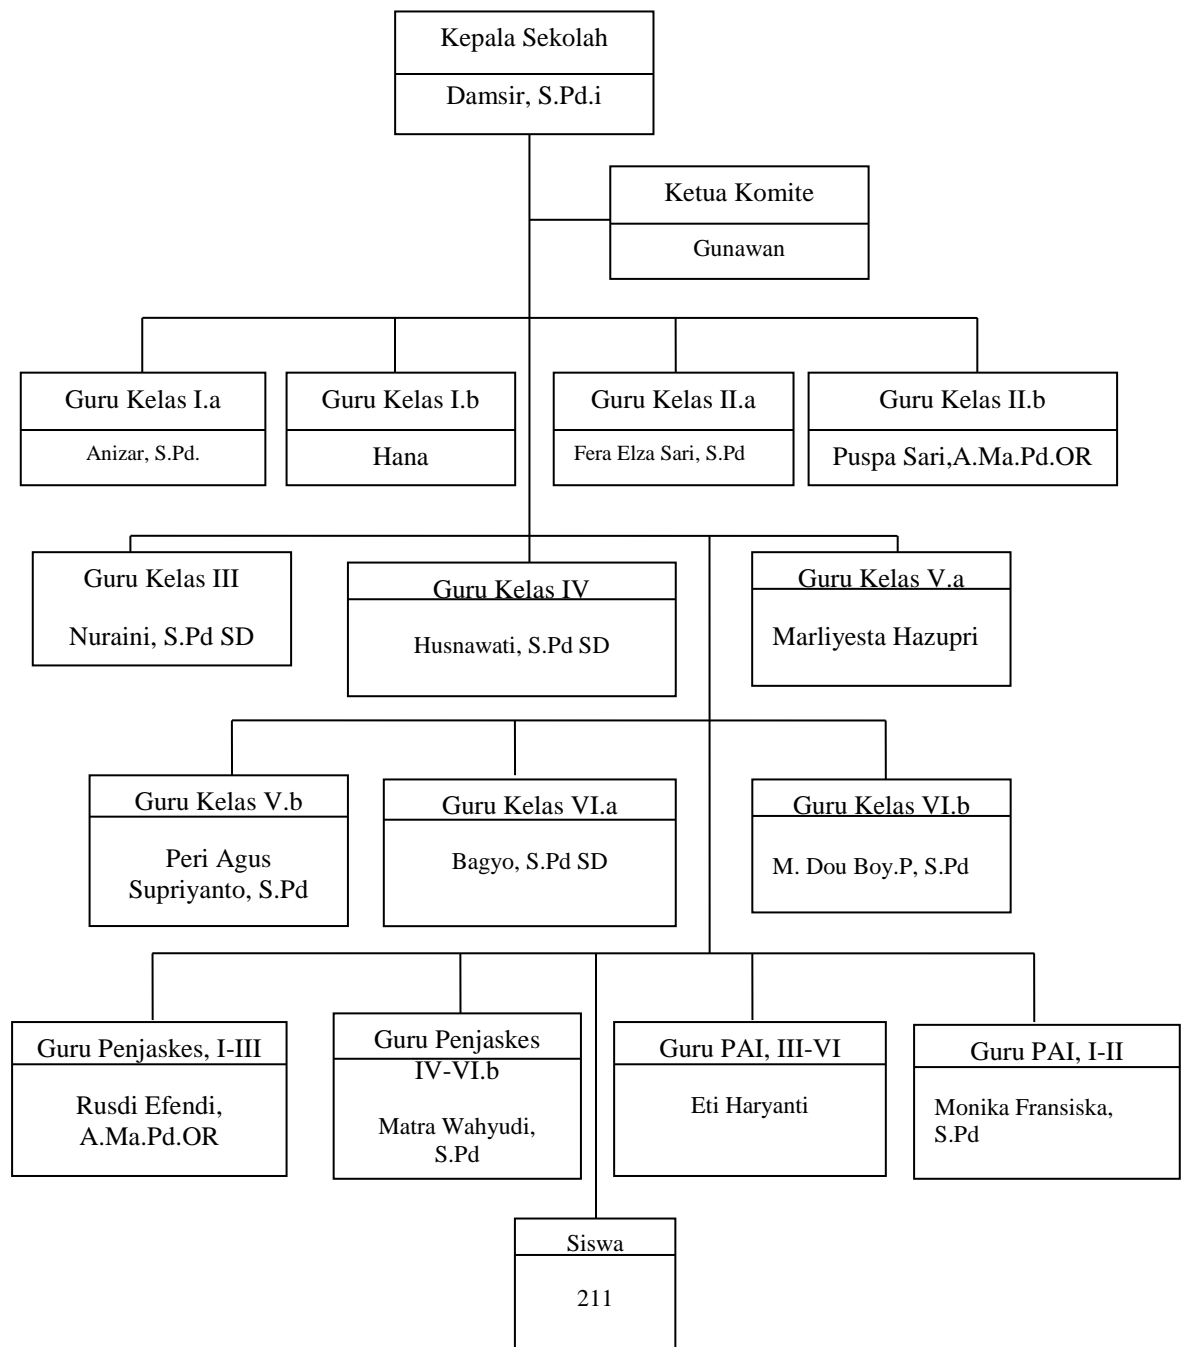 Kepala Sekolah
Damsir, S.Pd.i
Ketua Komite
Gunawan
Guru Kelas I.a
Anizar, S.Pd.
Guru Kelas I.b
Hana
Guru Kelas II.a
Fera Elza Sari, S.Pd
Guru Kelas II.b
Puspa Sari,A.Ma.Pd.OR
Guru Kelas III
Nuraini, S.Pd SD
Guru Kelas IV
Husnawati, S.Pd SD
Guru Kelas V.a
Marliyesta Hazupri
Guru Kelas V.b
Peri Agus
Supriyanto, S.Pd
Guru Kelas VI.a
Bagyo, S.Pd SD
Guru Kelas VI.b
M. Dou Boy.P, S.Pd
Guru Penjaskes, I-III
Rusdi Efendi,
A.Ma.Pd.OR
Guru Penjaskes
IV-VI.b
Matra Wahyudi,
S.Pd
Guru PAI, III-VI
Eti Haryanti
Guru PAI, I-II
Monika Fransiska,
S.Pd
Siswa
211